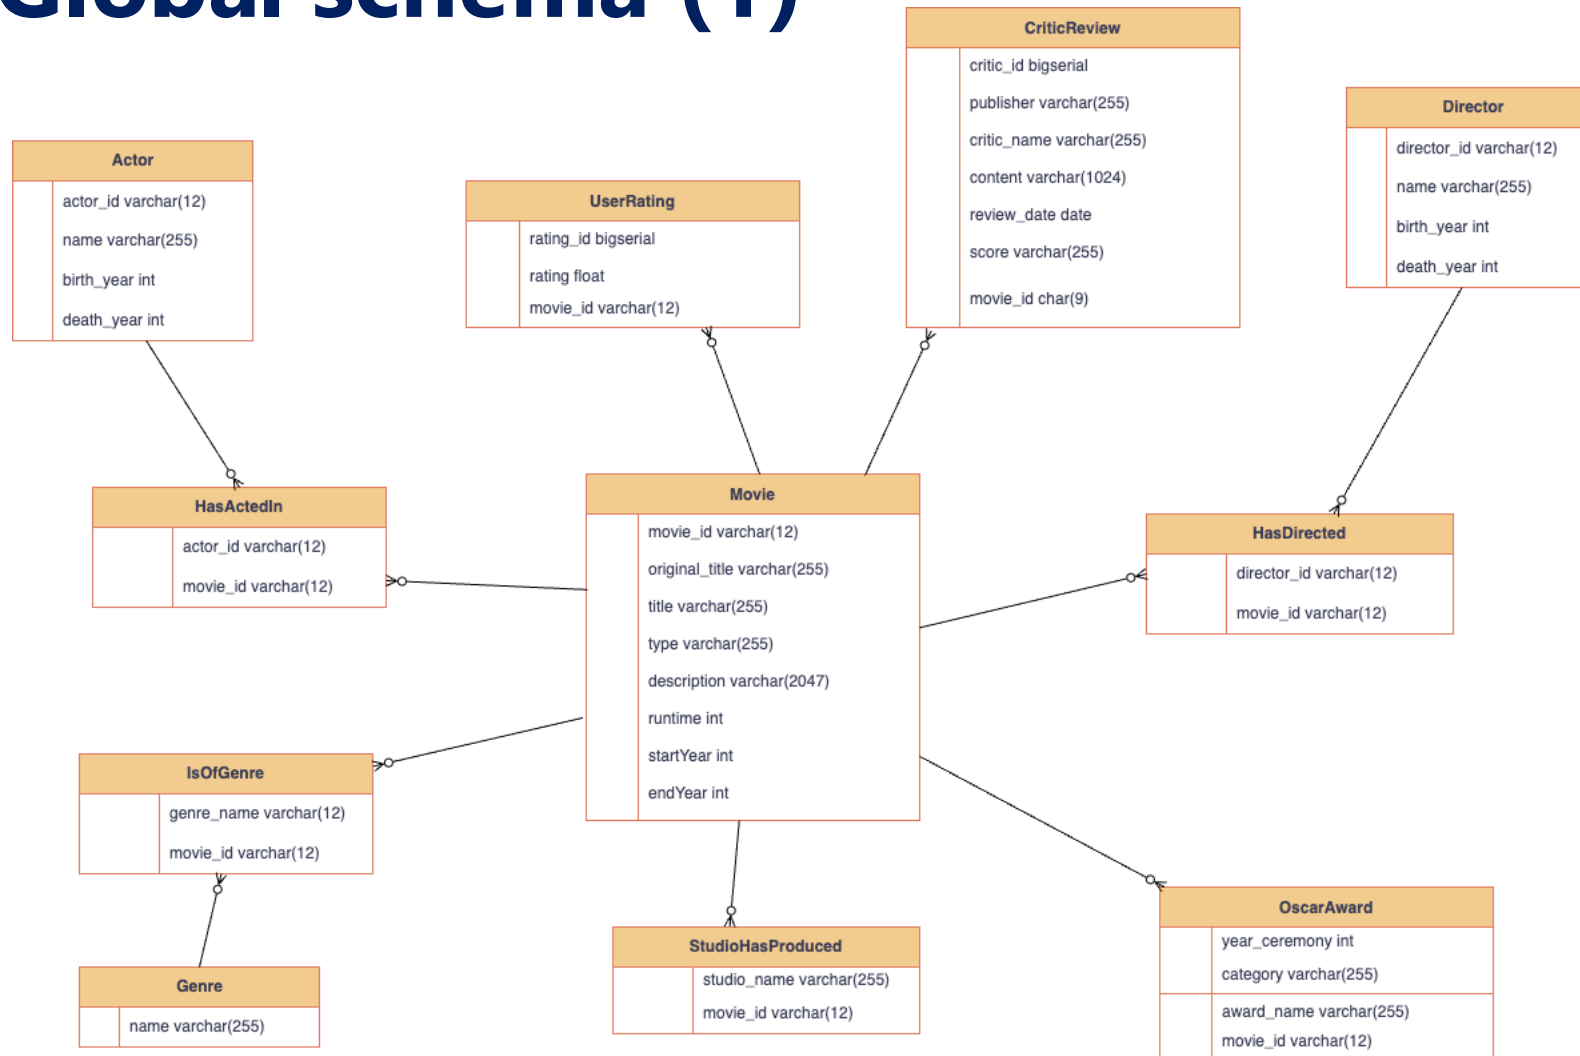 Global schema (1)
CriticReview
critic_id bigserial
publisher varchar(255)
critic_name varchar(255)
content varchar(1024)
review_date date
score varchar(255)
movie_id char(9)
Director
director_id varchar(12)
name varchar(255)
birth_year int
death_year int
Actor
actor_id varchar(12)
name varchar(255)
birth_year int
death_year int
UserRating
rating_id bigserial
rating float
movie_id varchar(12)
HasActedIn
actor_id varchar(12)
movie_id varchar(12)
Movie
movie_id varchar(12)
original_title varchar(255)
title varchar(255)
type varchar(255)
description varchar(2047)
runtime int
startYear int
endYear int
HasDirected
director_id varchar(12)
movie_id varchar(12)
IsOfGenre
genre_name varchar(12)
movie_id varchar(12)
Genre
name varchar(255)
StudioHasProduced
studio_name varchar(255)
movie_id varchar(12)
OscarAward
year_ceremony int
category varchar(255)
award_name varchar(255)
movie_id varchar(12)